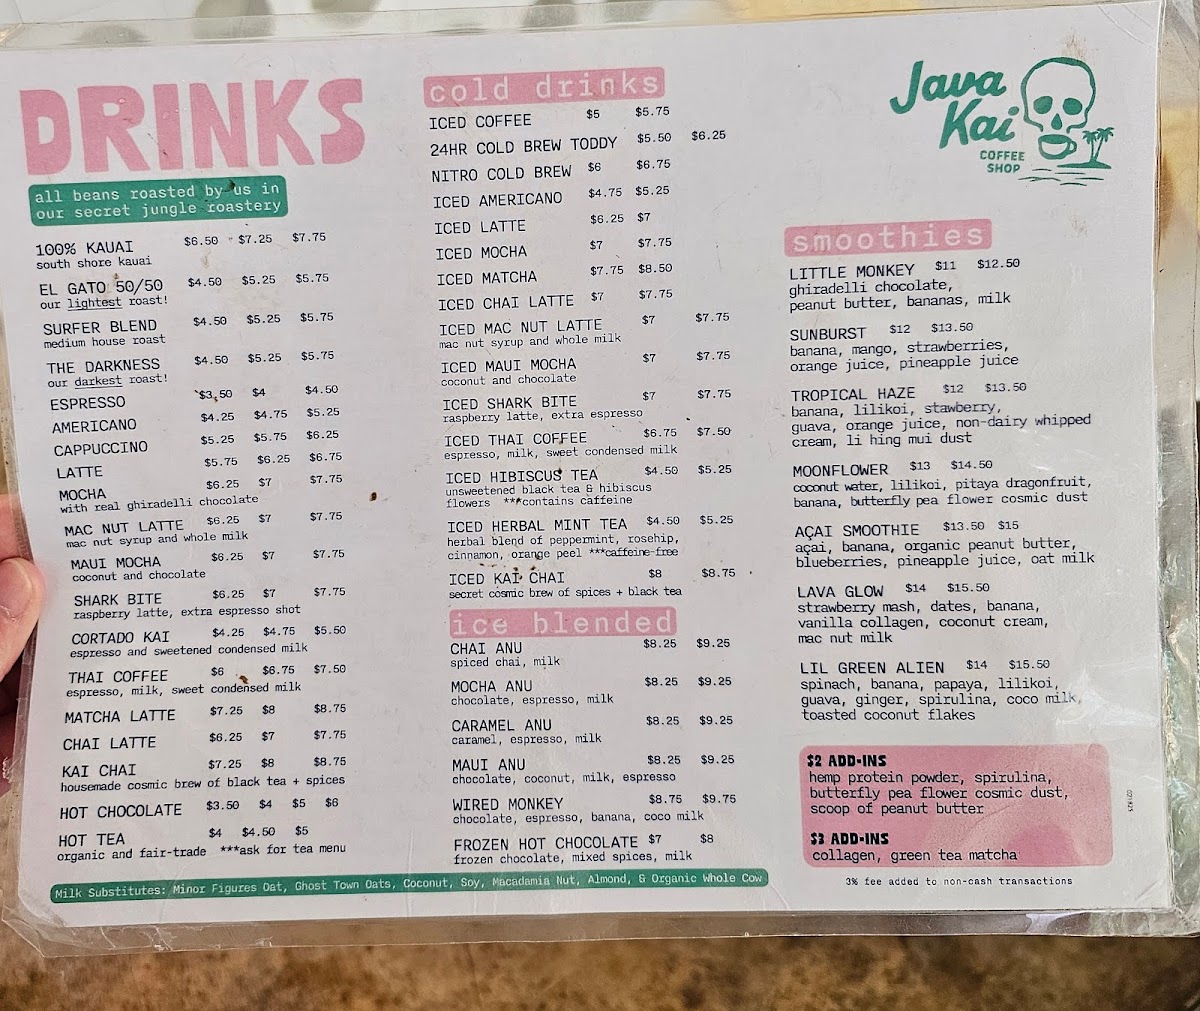 DRINKS
all beans roasted by us in
our secret jungle roastery
100% KAUAI $6.50 $7.25 $7.75
south shore kauai
EL GATO 50/50 $4.50 $5.25 $5.75
our lightest roast!
SURFER BLEND $4.50 $5.25 $5.75
medium house roast
THE DARKNESS $4.50 $5.25 $5.75
our darkest roast!
ESPRESSO $3.50 $4 $4.50
AMERICANO $4.25 $4.75 $5.25
CAPPUCCINO $5.25 $5.75 $6.25
LATTE $5.75 $6.25 $6.75
MOCHA $6.25 $7 $7.75
with real ghiradelli chocolate
MAC NUT LATTE $6.25 $7 $7.75
mac nut syrup and whole milk
MAUI MOCHA $6.25 $7 $7.75
coconut and chocolate
SHARK BITE $6.25 $7 $7.75
raspberry latte, extra espresso shot
CORTADO KAI $4.25 $4.75 $5.50
espresso and sweetened condensed milk
THAI COFFEE $6 $6.75 $7.50
espresso, milk, sweet condensed milk
MATCHA LATTE $7.25 $8 $8.75
CHAI LATTE $6.25 $7 $7.75
KAI CHAI $7.25 $8 $8.75
housemade cosmic brew of black tea + spices
HOT CHOCOLATE $3.50 $4 $5 $6
HOT TEA $4 $4.50 $5
organic and fair-trade ***ask for tea menu
cold drinks
ICED COFFEE $5 $5.75
24HR COLD BREW TODDY $5.50 $6.25
NITRO COLD BREW $6 $6.75
ICED AMERICANO $4.75 $5.25
ICED LATTE $6.25 $7
ICED MOCHA $7 $7.75
ICED MATCHA $7.75 $8.50
ICED CHAI LATTE $7 $7.75
ICED MAC NUT LATTE $7 $7.75
mac nut syrup and whole milk
ICED MAUI MOCHA $7 $7.75
coconut and chocolate
ICED SHARK BITE $7 $7.75
raspberry latte, extra espresso
ICED THAI COFFEE $6.75 $7.50
espresso, milk, sweet condensed milk
ICED HIBISCUS TEA $4.50 $5.25
unsweetened black tea & hibiscus
flowers ***contains caffeine
ICED HERBAL MINT TEA $4.50 $5.25
herbal blend of peppermint, rosehip,
cinnamon, orange peel ***caffeine-free
ICED KAI CHAI $8 $8.75
secret cosmic brew of spices + black tea
ice blended
CHAI ANU $8.25 $9.25
spiced chai, milk
MOCHA ANU $8.25 $9.25
chocolate, espresso, milk
CARAMEL ANU $8.25 $9.25
caramel, espresso, milk
MAUI ANU $8.25 $9.25
chocolate, coconut, milk, espresso
WIRED MONKEY $8.75 $9.75
chocolate, espresso, banana, coco milk
FROZEN HOT CHOCOLATE $7 $8
frozen chocolate, mixed spices, milk
Milk Substitutes: Minor Figures Oat, Ghost Town Oats, Coconut, Soy, Macadamia Nut, Almond, & Organic Whole Cow
Java
Kai
COFFEE
SHOP
smoothies
LITTLE MONKEY $11 $12.50
ghiradelli chocolate,
peanut butter, bananas, milk
SUNBURST $12 $13.50
banana, mango, strawberries,
orange juice, pineapple juice
TROPICAL HAZE $12 $13.50
banana, lilikoi, stawberry,
guava, orange juice, non-dairy whipped
cream, li hing mui dust
MOONFLOWER $13 $14.50
coconut water, lilikoi, pitaya dragonfruit,
banana, butterfly pea flower cosmic dust
AÇAI SMOOTHIE $13.50 $15
açai, banana, organic peanut butter,
blueberries, pineapple juice, oat milk
LAVA GLOW $14 $15.50
strawberry mash, dates, banana,
vanilla collagen, coconut cream,
mac nut milk
LIL GREEN ALIEN $14 $15.50
spinach, banana, papaya, lilikoi,
guava, ginger, spirulina, coco milk,
toasted coconut flakes
$2 ADD-INS
hemp protein powder, spirulina,
butterfly pea flower cosmic dust,
scoop of peanut butter
$3 ADD-INS
collagen, green tea matcha
3% fee added to non-cash transactions